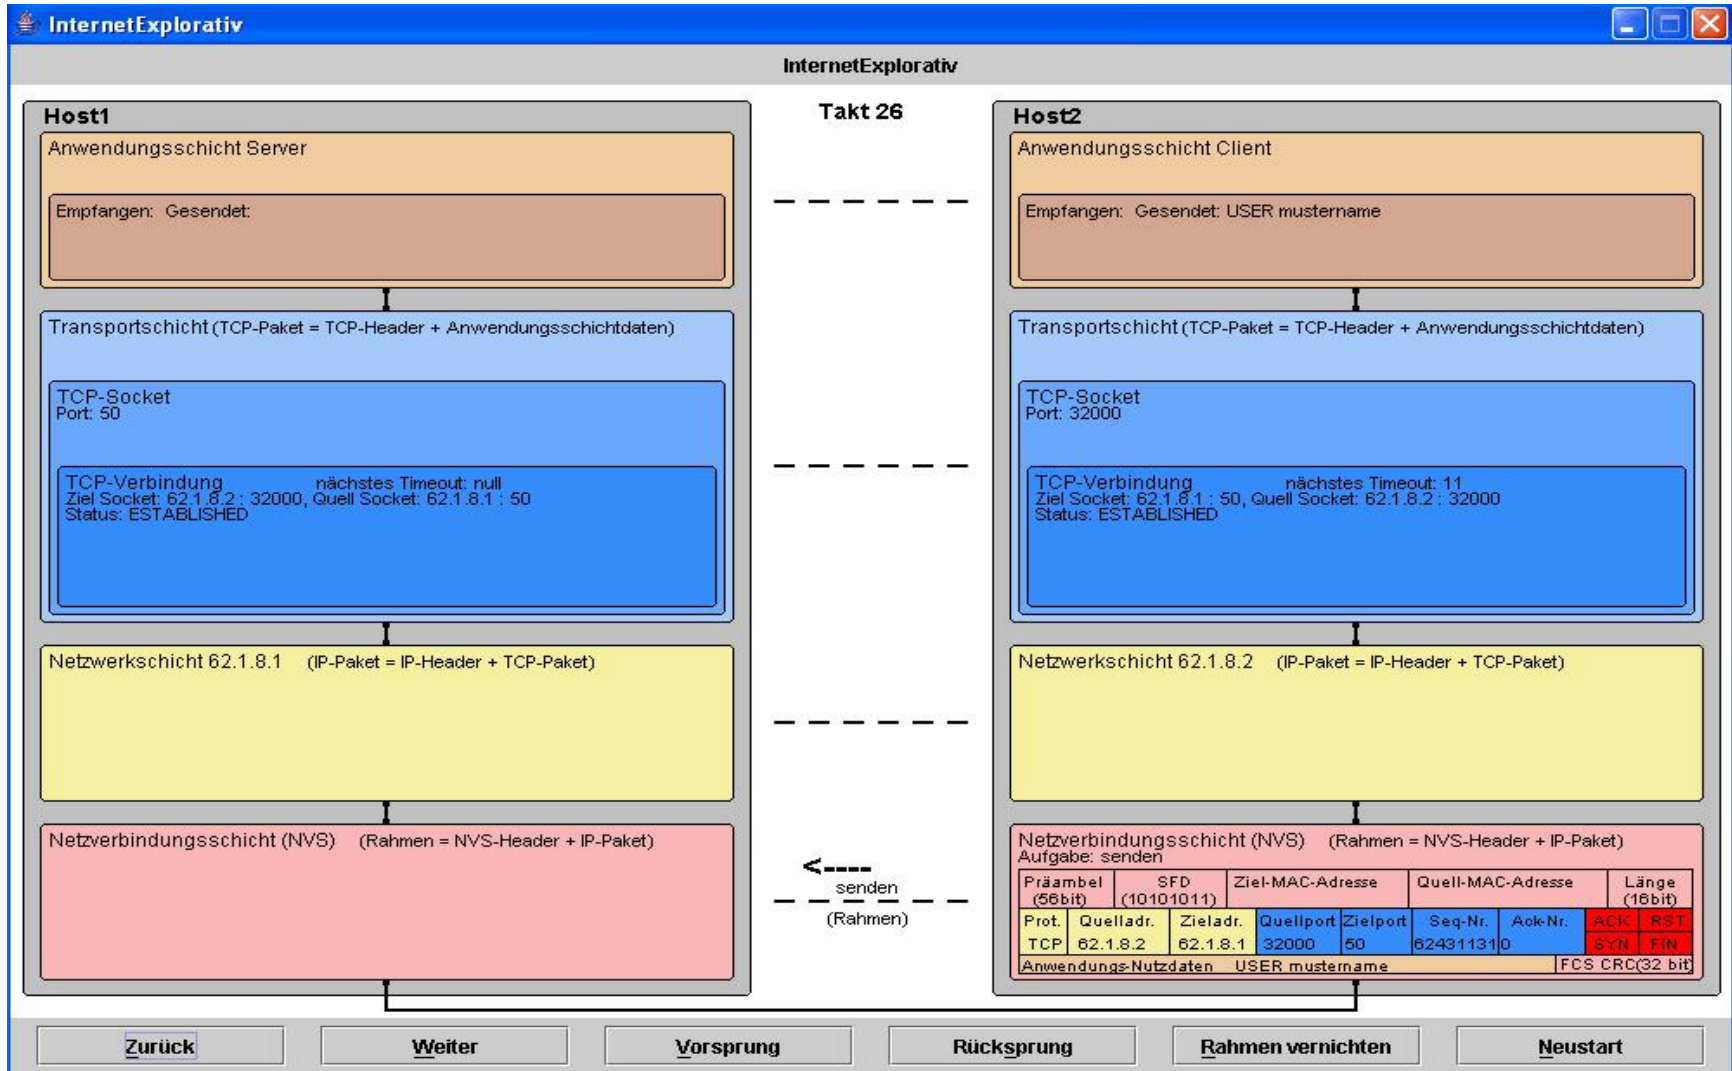 InternetExplorativ
InternetExplorativ
Host1
Anwendungsschicht Server
Empfangen: Gesendet:
Transportschicht (TCP-Paket = TCP-Header + Anwendungsschichtdaten)
TCP-Socket
Port: 50
TCP-Verbindung nächstes Timeout: null
Ziel Socket: 62.1.8.2 : 32000, Quell Socket: 62.1.8.1 : 50
Status: ESTABLISHED
Netzwerkschicht 62.1.8.1 (IP-Paket = IP-Header + TCP-Paket)
Netzverbindungsschicht (NVS) (Rahmen = NVS-Header + IP-Paket)
Takt 26
<----
senden
(Rahmen)
Host2
Anwendungsschicht Client
Empfangen: Gesendet: USER mustername
Transportschicht (TCP-Paket = TCP-Header + Anwendungsschichtdaten)
TCP-Socket
Port: 32000
TCP-Verbindung nächstes Timeout: 11
Ziel Socket: 62.1.8.1 : 50, Quell Socket: 62.1.8.2 : 32000
Status: ESTABLISHED
Netzwerkschicht 62.1.8.2 (IP-Paket = IP-Header + TCP-Paket)
Netzverbindungsschicht (NVS) (Rahmen = NVS-Header + IP-Paket)
Aufgabe: senden
Präambel SFD Ziel-MAC-Adresse Quell-MAC-Adresse Länge
(56bit) (10101011) (16bit)
Prot. Quelladr. Zieladr. Quellport Zielport Seq-Nr. Ack-Nr. ACK RST
TCP 62.1.8.2 62.1.8.1 32000 50 62431131 0 SYN FIN
Anwendungs-Nutzdaten USER mustername FCS CRC(32 bit)
Zurück Weiter Vorsprung Rücksprung Rahmen vernichten Neustart